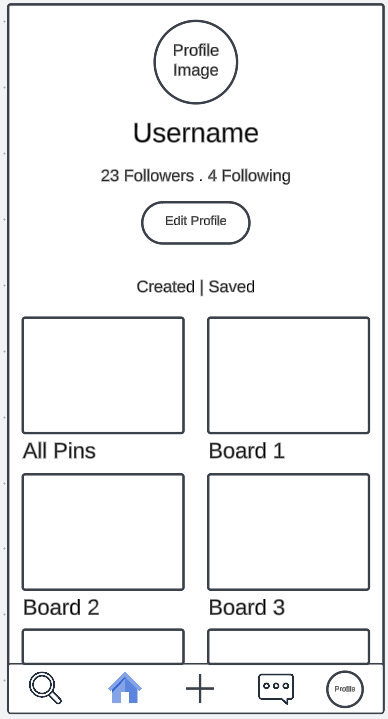 Profile
Image
Username
23 Followers . 4 Following
Edit Profile
Created | Saved
All Pins
Board 1
Board 2
Board 3
Profile